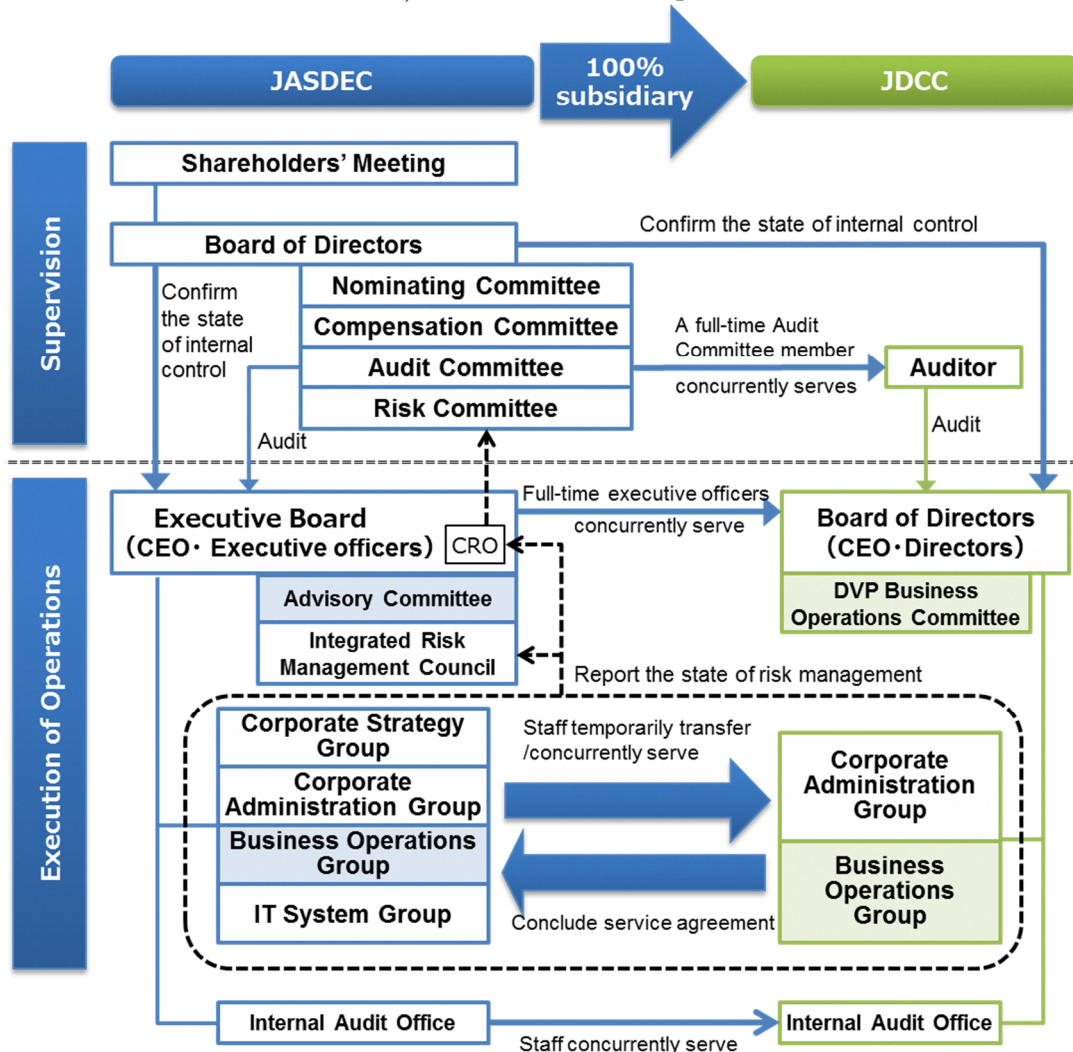 JASDEC
100%
subsidiary
JDCC
Supervision
Shareholders’ Meeting
Board of Directors
Confirm the state of internal control
Nominating Committee
Compensation Committee
Audit Committee
Risk Committee
Confirm
the state
of internal
control
A full-time Audit
Committee member
concurrently serves
Auditor
Audit
Audit
Execution of Operations
Executive Board
(CEO· Executive officers)
CRO
Full-time executive officers
concurrently serve
Board of Directors
(CEO·Directors)
Advisory Committee
Integrated Risk
Management Council
DVP Business
Operations Committee
Report the state of risk management
Corporate Strategy
Group
Corporate
Administration Group
Business Operations
Group
IT System Group
Staff temporarily transfer
/concurrently serve
Conclude service agreement
Corporate
Administration
Group
Business
Operations
Group
Internal Audit Office
Staff concurrently serve
Internal Audit Office